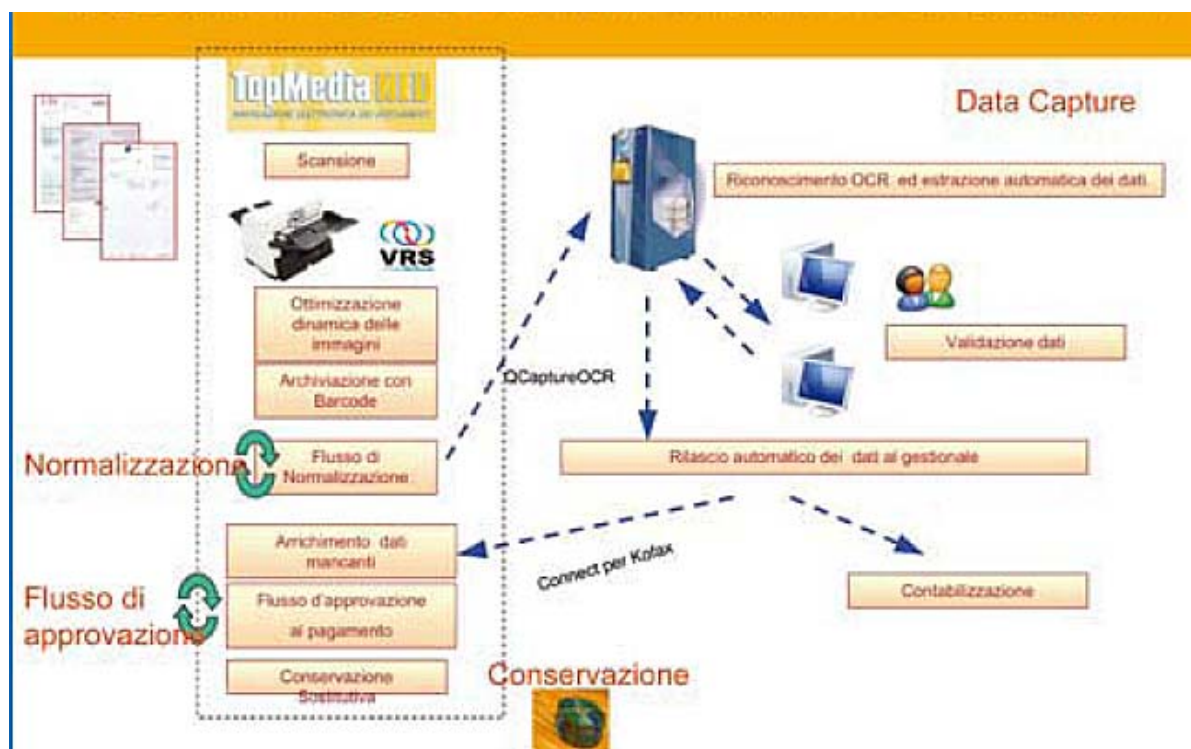 TopMedia NED
Data Capture
Scansione
Riconoscimento OCR ed estrazione automatica dei dati
VRS
Ottimizzazione
dinamica delle
immagini
Validazione dati
QCaptureOCR
Archiviazione con
Barcode
Normalizzazione
Flusso di
Normalizzazione
Rilascio automatico dei dati al gestionale
Arrichimento dati
mancanti
Connect per Kofax
Flusso di
approvazione
Flusso d'approvazione
al pagamento
Contabilizzazione
Conservazione
Sostitutiva
Conservazione